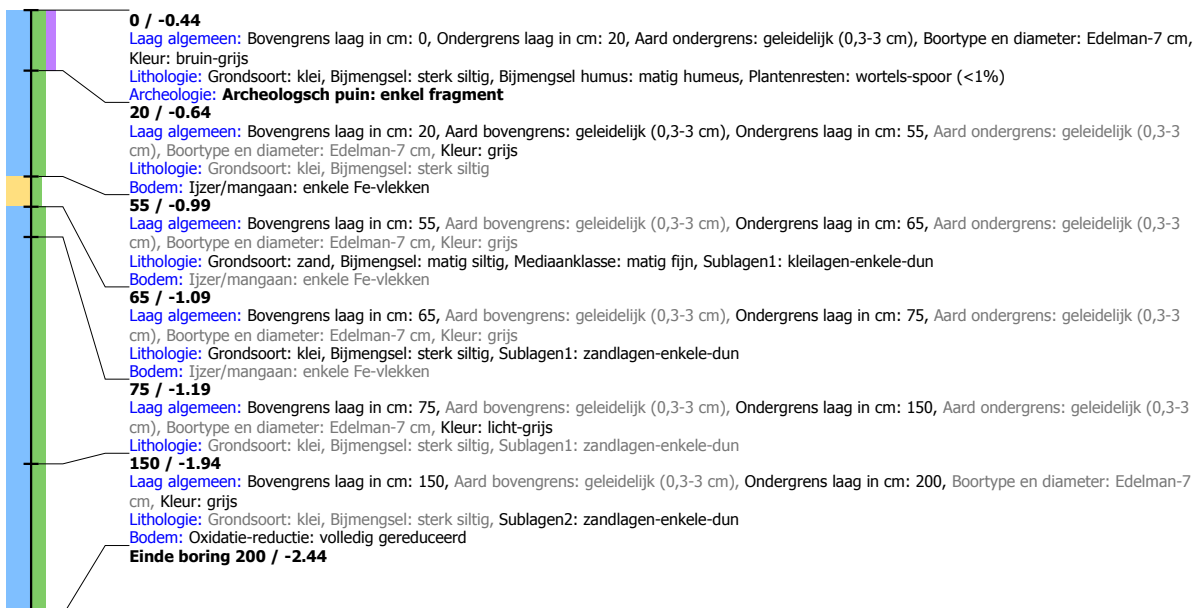 0 / -0.44
Laag algemeen: Bovengrens laag in cm: 0, Ondergrens laag in cm: 20, Aard ondergrens: geleidelijk (0,3-3 cm), Boortype en diameter: Edelman-7 cm,
Kleur: bruin-grijs
Lithologie: Grondsoort: klei, Bijmengsel: sterk siltig, Bijmengsel humus: matig humeus, Plantenresten: wortels-spoor (<1%)
Archeologie: Archeologsch puin: enkel fragment
20 / -0.64
Laag algemeen: Bovengrens laag in cm: 20, Aard bovengrens: geleidelijk (0,3-3 cm), Ondergrens laag in cm: 55, Aard ondergrens: geleidelijk (0,3-3
cm), Boortype en diameter: Edelman-7 cm, Kleur: grijs
Lithologie: Grondsoort: klei, Bijmengsel: sterk siltig
Bodem: Ijzer/mangaan: enkele Fe-vlekken
55 / -0.99
Laag algemeen: Bovengrens laag in cm: 55, Aard bovengrens: geleidelijk (0,3-3 cm), Ondergrens laag in cm: 65, Aard ondergrens: geleidelijk (0,3-3
cm), Boortype en diameter: Edelman-7 cm, Kleur: grijs
Lithologie: Grondsoort: zand, Bijmengsel: matig siltig, Mediaanklasse: matig fijn, Sublagen1: kleilagen-enkele-dun
Bodem: Ijzer/mangaan: enkele Fe-vlekken
65 / -1.09
Laag algemeen: Bovengrens laag in cm: 65, Aard bovengrens: geleidelijk (0,3-3 cm), Ondergrens laag in cm: 75, Aard ondergrens: geleidelijk (0,3-3
cm), Boortype en diameter: Edelman-7 cm, Kleur: grijs
Lithologie: Grondsoort: klei, Bijmengsel: sterk siltig, Sublagen1: zandlagen-enkele-dun
Bodem: Ijzer/mangaan: enkele Fe-vlekken
75 / -1.19
Laag algemeen: Bovengrens laag in cm: 75, Aard bovengrens: geleidelijk (0,3-3 cm), Ondergrens laag in cm: 150, Aard ondergrens: geleidelijk (0,3-3
cm), Boortype en diameter: Edelman-7 cm, Kleur: licht-grijs
Lithologie: Grondsoort: klei, Bijmengsel: sterk siltig, Sublagen1: zandlagen-enkele-dun
150 / -1.94
Laag algemeen: Bovengrens laag in cm: 150, Aard bovengrens: geleidelijk (0,3-3 cm), Ondergrens laag in cm: 200, Boortype en diameter: Edelman-7
cm, Kleur: grijs
Lithologie: Grondsoort: klei, Bijmengsel: sterk siltig, Sublagen2: zandlagen-enkele-dun
Bodem: Oxidatie-reductie: volledig gereduceerd
Einde boring 200 / -2.44